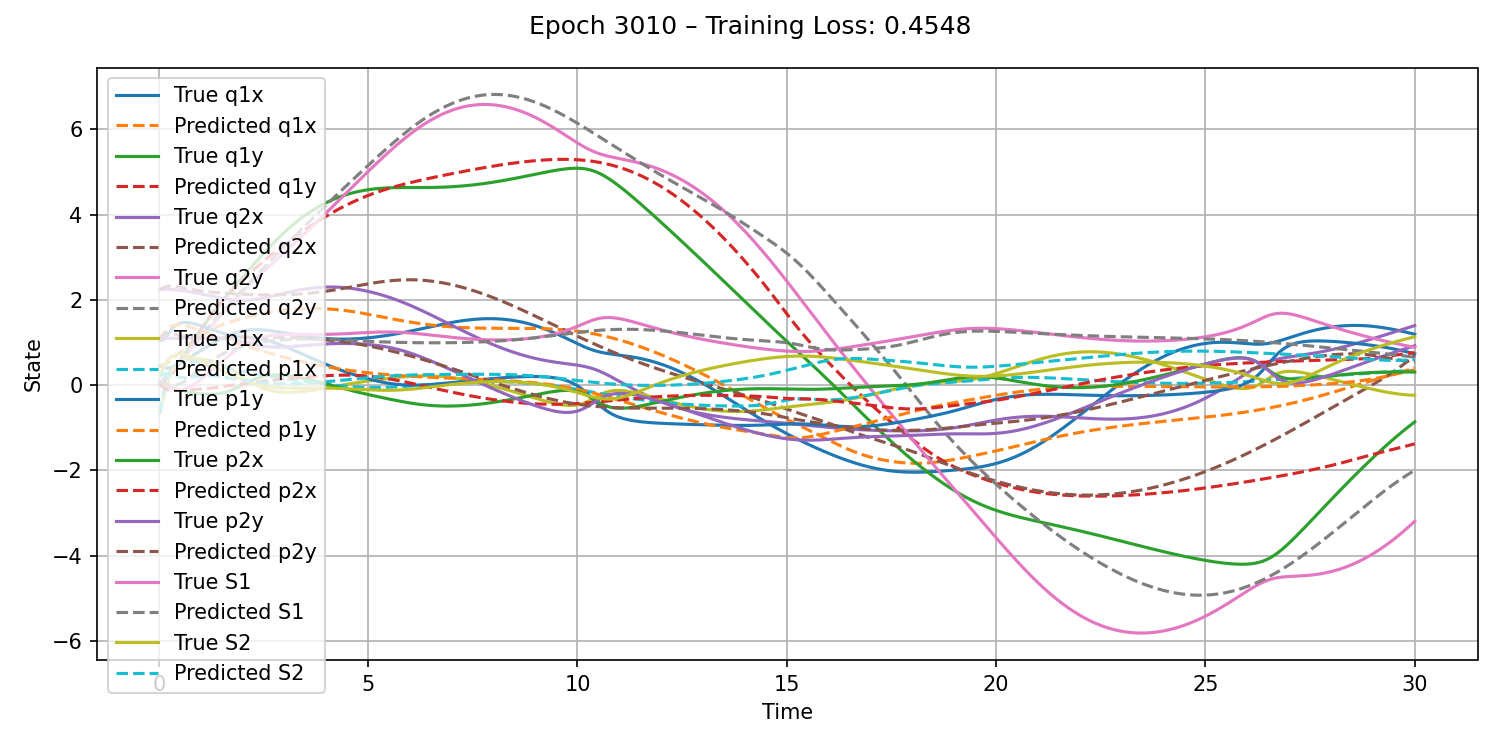 Epoch 3010 – Training Loss: 0.4548
True q1x
Predicted q1x
True q1y
Predicted q1y
True q2x
Predicted q2x
True q2y
Predicted q2y
True p1x
Predicted p1x
True p1y
Predicted p1y
True p2x
Predicted p2x
True p2y
Predicted p2y
True S1
Predicted S1
True S2
Predicted S2
6
4
2
0
−2
−4
−6
State
0 5 10 15 20 25 30
Time